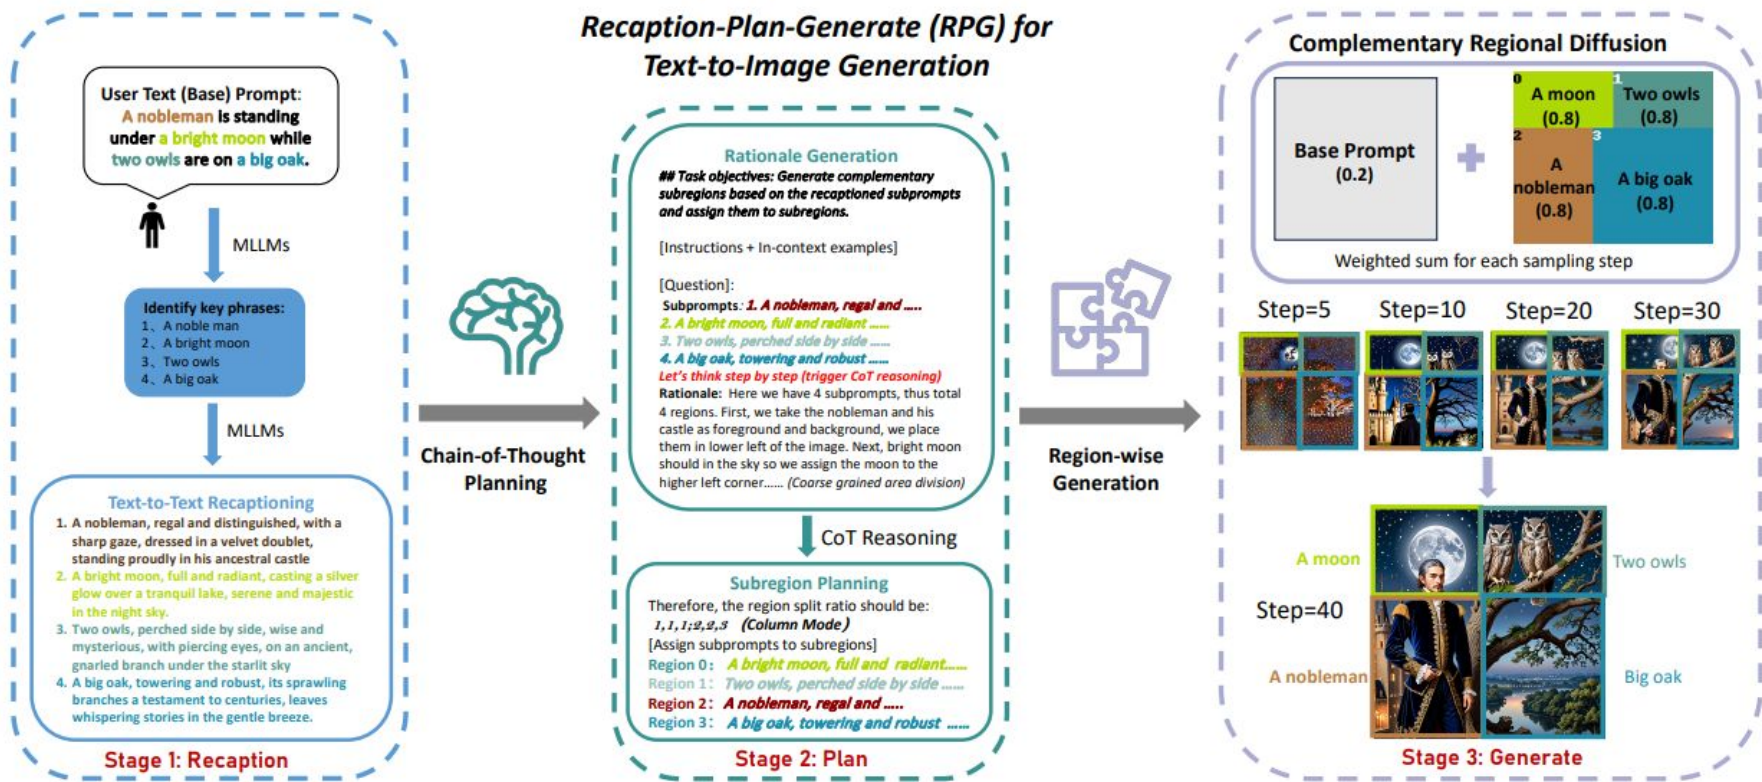 Recaption-Plan-Generate (RPG) for
Text-to-Image Generation
User Text (Base) Prompt:
A nobleman is standing
under a bright moon while
two owls are on a big oak.
MLLMs
Identify key phrases:
1、A noble man
2、A bright moon
3、Two owls
4、A big oak
MLLMs
Text-to-Text Recaptioning
1. A nobleman, regal and distinguished, with a
sharp gaze, dressed in a velvet doublet,
standing proudly in his ancestral castle
2. A bright moon, full and radiant, casting a silver
glow over a tranquil lake, serene and majestic
in the night sky.
3. Two owls, perched side by side, wise and
mysterious, with piercing eyes, on an ancient,
gnarled branch under the starlit sky
4. A big oak, towering and robust, its sprawling
branches a testament to centuries, leaves
whispering stories in the gentle breeze.
Stage 1: Recaption
Chain-of-Thought
Planning
Rationale Generation
## Task objectives: Generate complementary
subregions based on the recaptioned subprompts
and assign them to subregions.
[Instructions + In-context examples]
[Question]:
Subprompts: 1. A nobleman, regal and .....
2. A bright moon, full and radiant ......
3. Two owls, perched side by side ......
4. A big oak, towering and robust ......
Let's think step by step (trigger CoT reasoning)
Rationale: Here we have 4 subprompts, thus total
4 regions. First, we take the nobleman and his
castle as foreground and background, we place
them in lower left of the image. Next, bright moon
should in the sky so we assign the moon to the
higher left corner...... (Coarse grained area division)
CoT Reasoning
Subregion Planning
Therefore, the region split ratio should be:
1,1,1;2,2,3 (Column Mode)
[Assign subprompts to subregions]
Region 0: A bright moon, full and radiant......
Region 1: Two owls, perched side by side ......
Region 2: A nobleman, regal and .....
Region 3: A big oak, towering and robust ......
Stage 2: Plan
Region-wise
Generation
Complementary Regional Diffusion
Base Prompt
(0.2)
0
A moon
(0.8)
1
Two owls
(0.8)
2
A
nobleman
(0.8)
3
A big oak
(0.8)
Weighted sum for each sampling step
Step=5
Step=10
Step=20
Step=30
A moon
Two owls
Step=40
A nobleman
Big oak
Stage 3: Generate